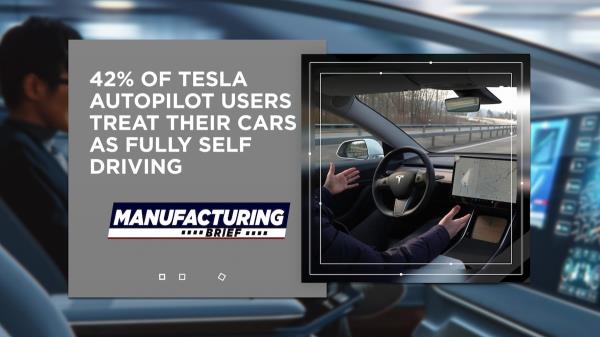 42% OF TESLA
AUTOPILOT USERS
TREAT THEIR CARS
AS FULLY SELF
DRIVING
MANUFACTURING
BRIEF